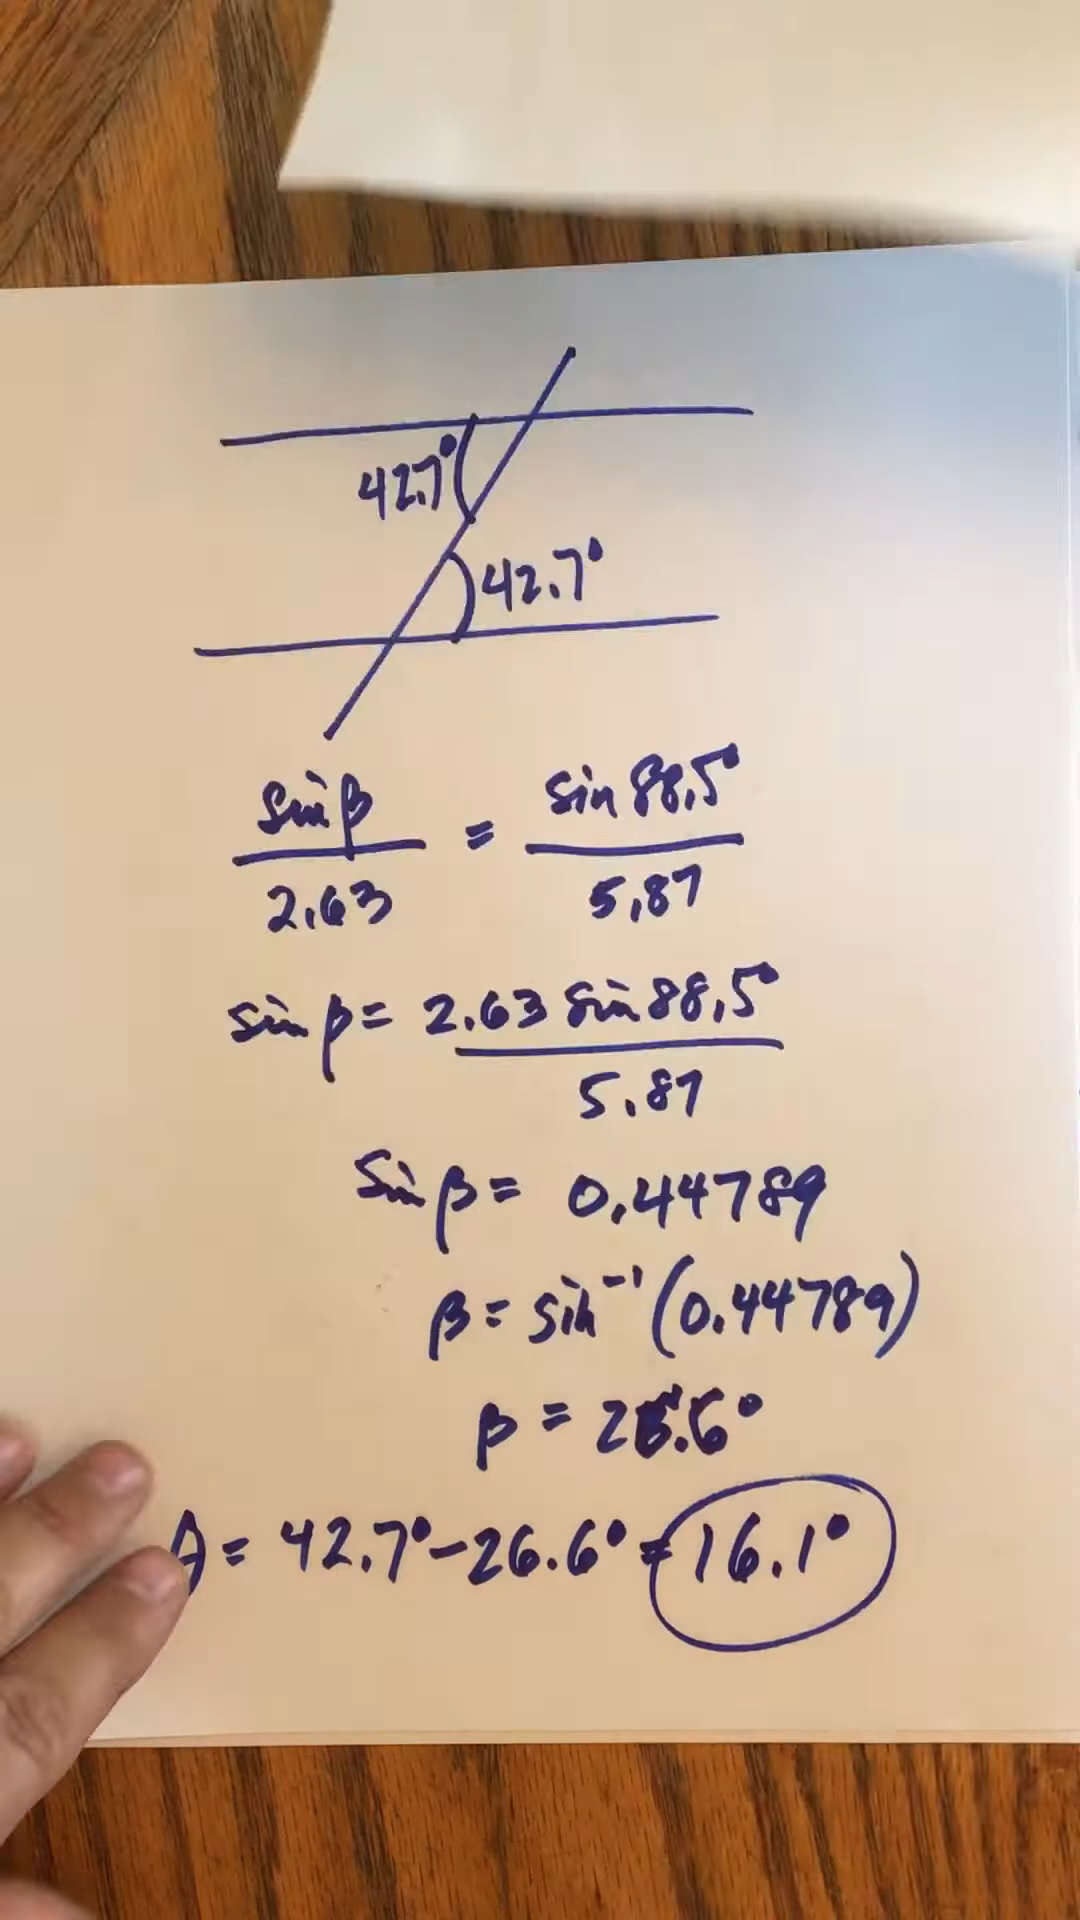 42.7°
42.7°
sin β / 2.63 = sin 88.5° / 5.87
sin β = 2.63 sin 88.5° / 5.87
sin β = 0.44789
β = sin⁻¹ (0.44789)
β = 26.6°
A = 42.7° - 26.6° = 16.1°